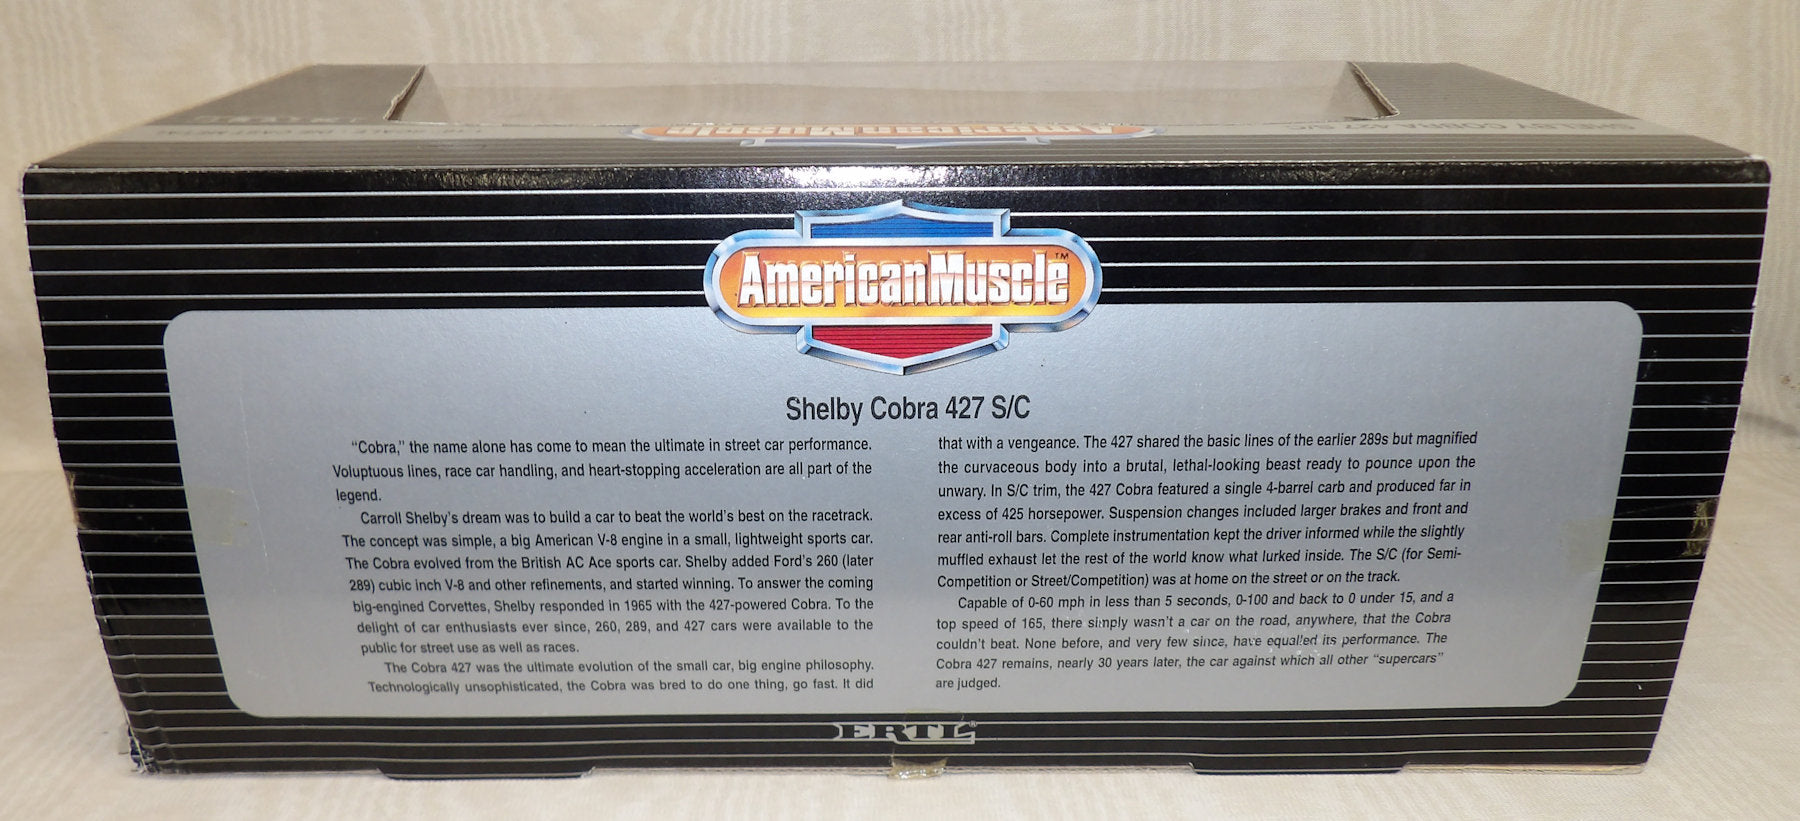 SHELBY COBRA 427 S/C
1:18 SCALE DIE CAST METAL
AmericanMuscle
AmericanMuscle
AmericanMuscle™
Shelby Cobra 427 S/C
“Cobra,” the name alone has come to mean the ultimate in street car performance.
Voluptuous lines, race car handling, and heart-stopping acceleration are all part of the
legend.
Carroll Shelby's dream was to build a car to beat the world's best on the racetrack.
The concept was simple, a big American V-8 engine in a small, lightweight sports car.
The Cobra evolved from the British AC Ace sports car. Shelby added Ford's 260 (later
289) cubic inch V-8 and other refinements, and started winning. To answer the coming
big-engined Corvettes, Shelby responded in 1965 with the 427-powered Cobra. To the
delight of car enthusiasts ever since, 260, 289, and 427 cars were available to the
public for street use as well as races.
The Cobra 427 was the ultimate evolution of the small car, big engine philosophy.
Technologically unsophisticated, the Cobra was bred to do one thing, go fast. It did
that with a vengeance. The 427 shared the basic lines of the earlier 289s but magnified
the curvaceous body into a brutal, lethal-looking beast ready to pounce upon the
unwary. In S/C trim, the 427 Cobra featured a single 4-barrel carb and produced far in
excess of 425 horsepower. Suspension changes included larger brakes and front and
rear anti-roll bars. Complete instrumentation kept the driver informed while the slightly
muffled exhaust let the rest of the world know what lurked inside. The S/C (for Semi-
Competition or Street/Competition) was at home on the street or on the track.
Capable of 0-60 mph in less than 5 seconds, 0-100 and back to 0 under 15, and a
top speed of 165, there simply wasn't a car on the road, anywhere, that the Cobra
couldn't beat. None before, and very few since, have equalled its performance. The
Cobra 427 remains, nearly 30 years later, the car against which all other “supercars”
are judged.
ERTL®